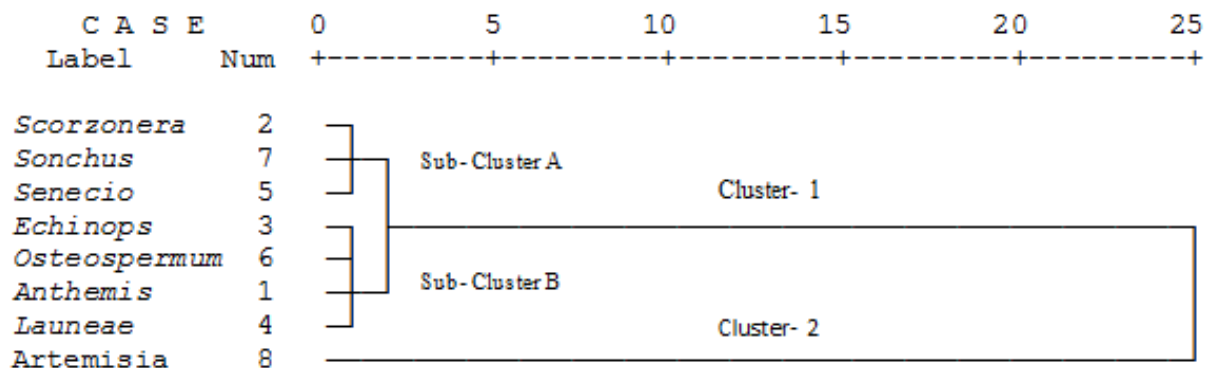 C A S E 0 5 10 15 20 25
Label Num +---------+---------+---------+---------+---------+
Scorzonera 2
Sonchus 7 Sub-Cluster A
Senecio 5 Cluster- 1
Echinops 3
Osteospermum 6
Anthemis 1 Sub-Cluster B
Launeae 4 Cluster- 2
Artemisia 8